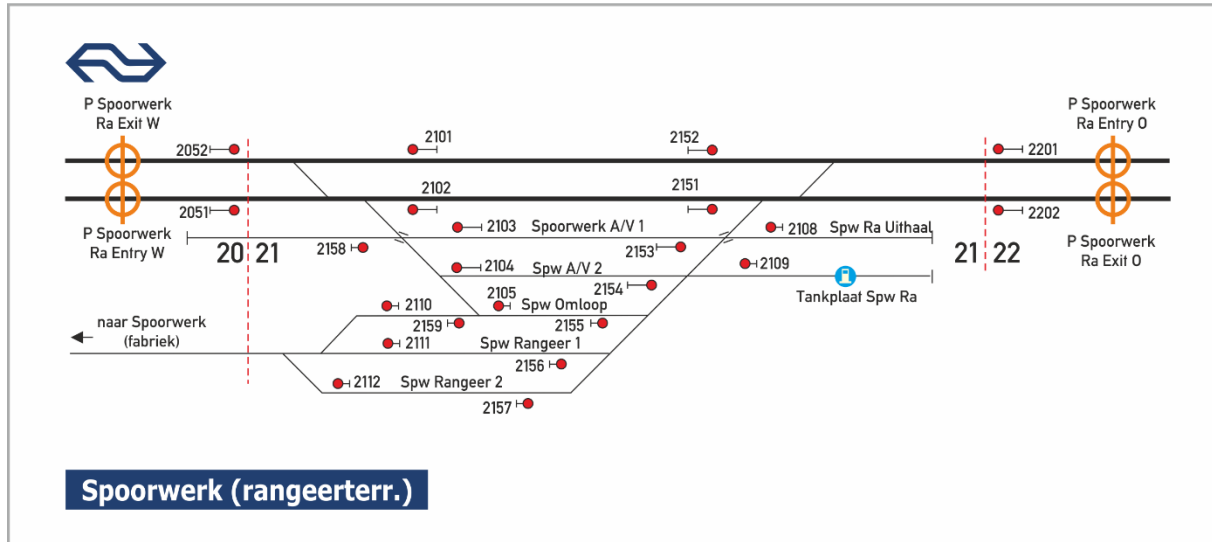 P Spoorwerk
Ra Exit W
P Spoorwerk
Ra Entry O
2052
2101
2152
2201
2051
2102
2151
2202
P Spoorwerk
Ra Entry W
P Spoorwerk
Ra Exit O
2103
Spoorwerk A/V 1
2108
Spw Ra Uithaal
20
21
2158
2153
21
22
2104
Spw A/V 2
2109
2154
Tankplaat Spw Ra
2110
2105
Spw Omloop
naar Spoorwerk
(fabriek)
2159
2155
2111
Spw Rangeer 1
2156
2112
Spw Rangeer 2
2157
Spoorwerk (rangeerterr.)